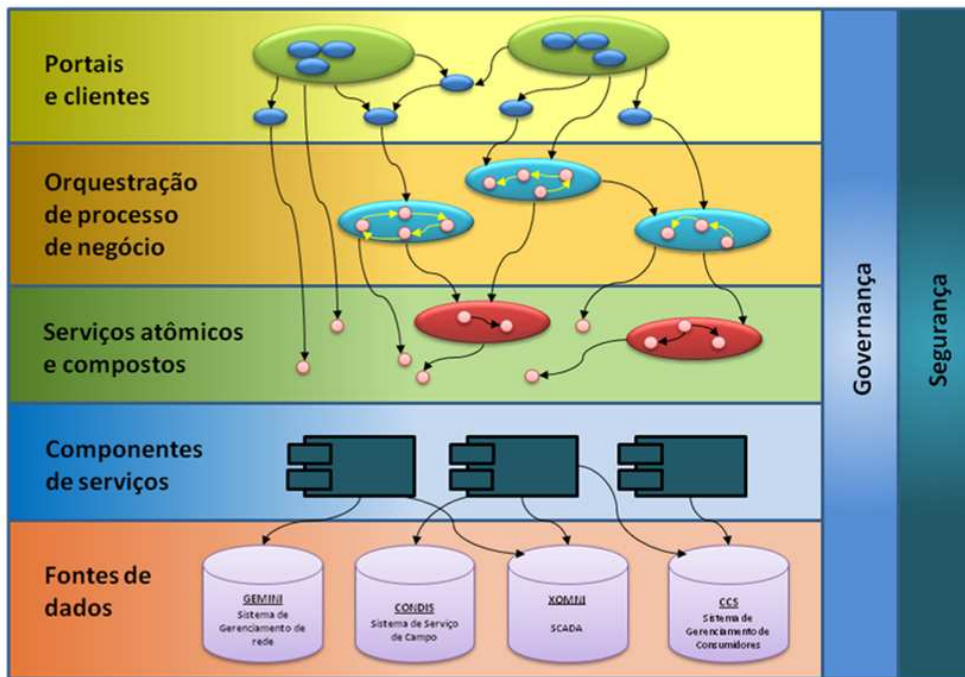 Portais
e clientes
Orquestração
de processo
de negócio
Serviços atômicos
e compostos
Componentes
de serviços
Fontes de
dados
GEMINI
Sistema de
Gerenciamento de
rede
CONDIS
Sistema de Serviço
de Campo
XOMNI
SCADA
CCS
Sistema de
Gerenciamento de
Consumidores
Governança
Segurança